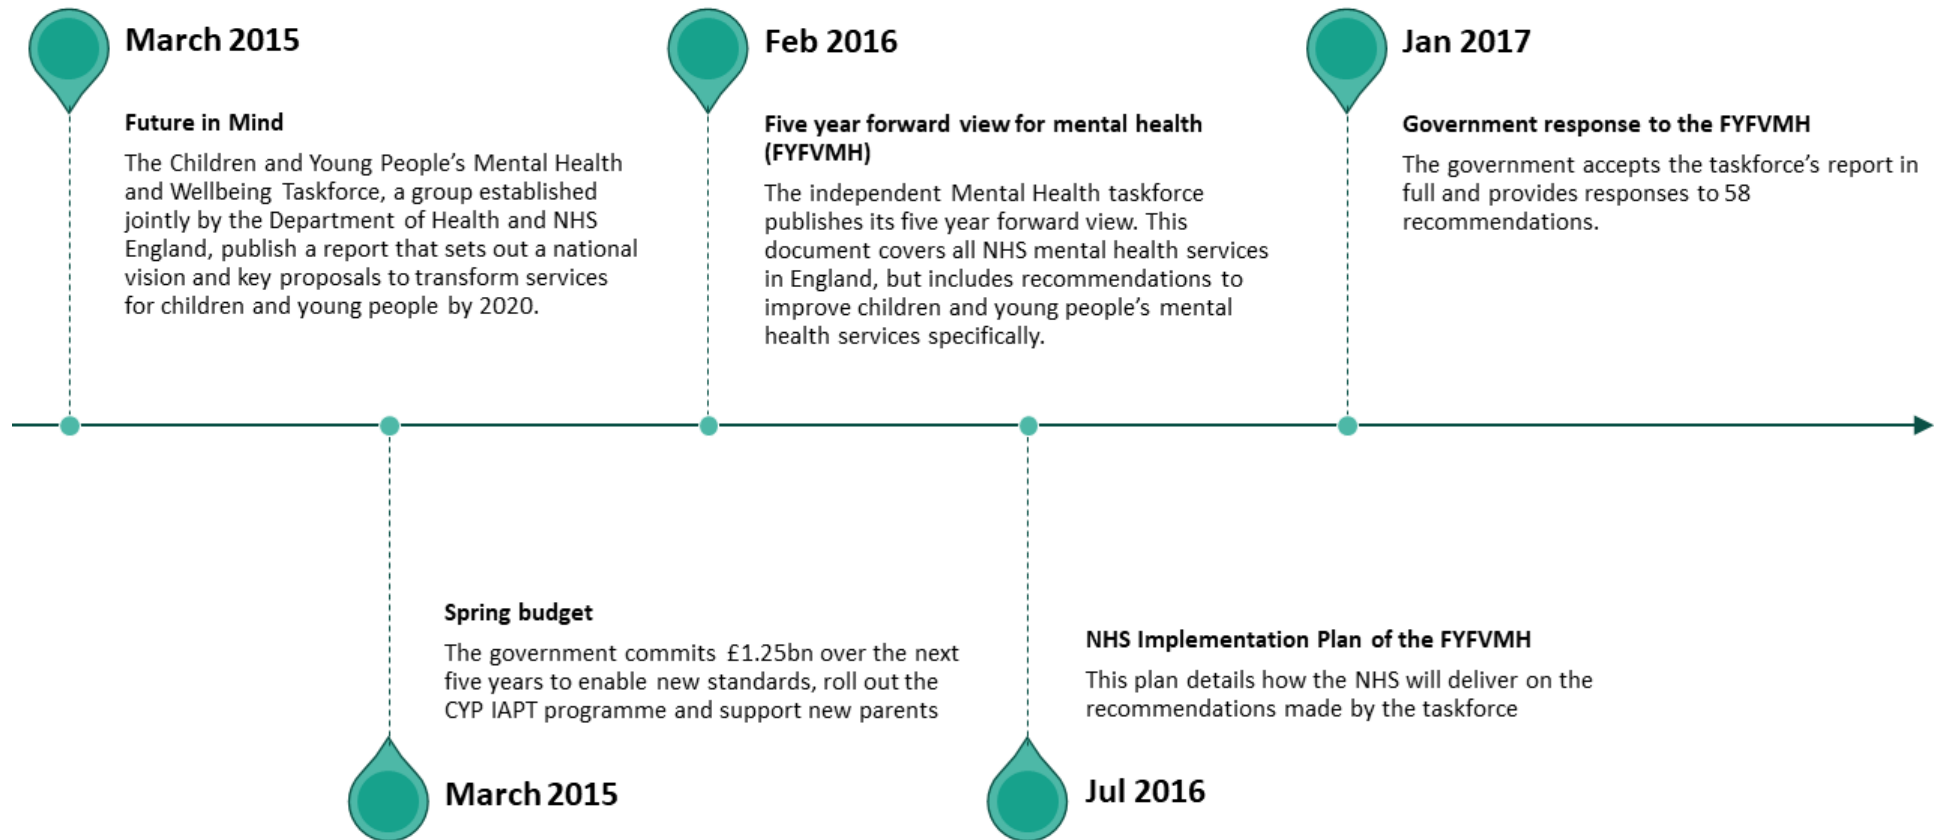 March 2015
Future in Mind
The Children and Young People’s Mental Health
and Wellbeing Taskforce, a group established
jointly by the Department of Health and NHS
England, publish a report that sets out a national
vision and key proposals to transform services
for children and young people by 2020.
Spring budget
The government commits £1.25bn over the next
five years to enable new standards, roll out the
CYP IAPT programme and support new parents
March 2015
Feb 2016
Five year forward view for mental health
(FYFVMH)
The independent Mental Health taskforce
publishes its five year forward view. This
document covers all NHS mental health services
in England, but includes recommendations to
improve children and young people’s mental
health services specifically.
NHS Implementation Plan of the FYFVMH
This plan details how the NHS will deliver on the
recommendations made by the taskforce
Jul 2016
Jan 2017
Government response to the FYFVMH
The government accepts the taskforce’s report in
full and provides responses to 58
recommendations.